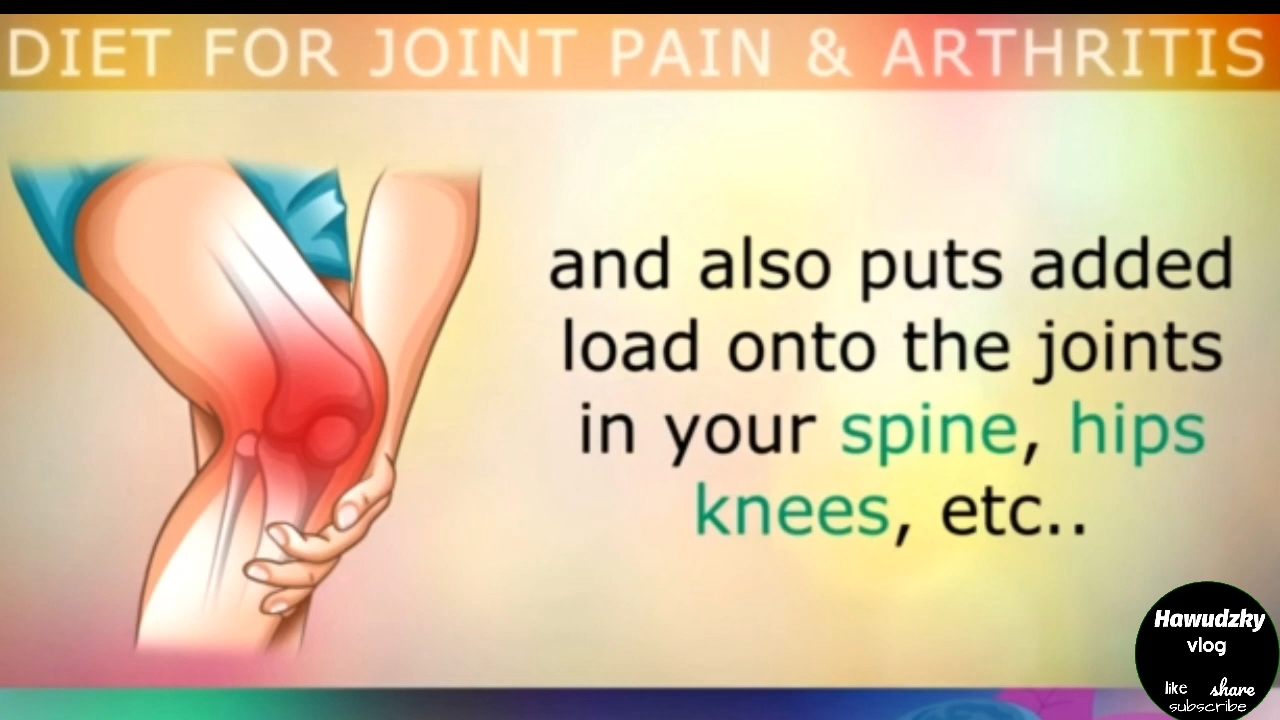 DIET FOR JOINT PAIN & ARTHRITIS
and also puts added
load onto the joints
in your spine, hips
knees, etc..
Hawudzky
vlog
like share
subscribe